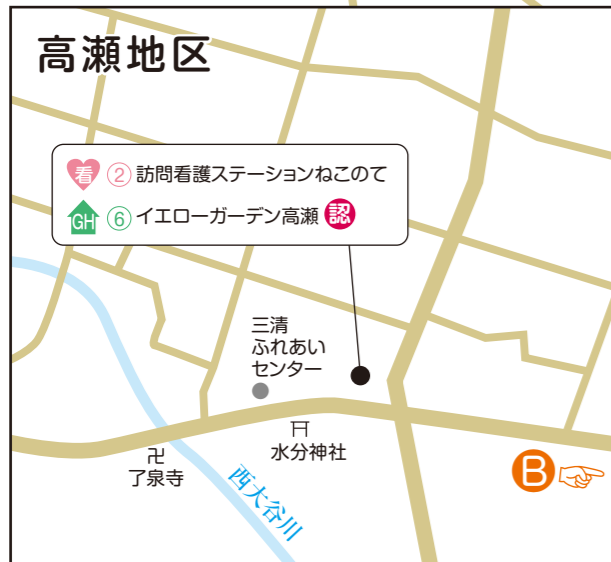 高瀬地区
看 ② 訪問看護ステーションねこのて
GH ⑥ イエローガーデン高瀬 認
三清
ふれあい
センター
水分神社
卍
了泉寺
西大谷川
B